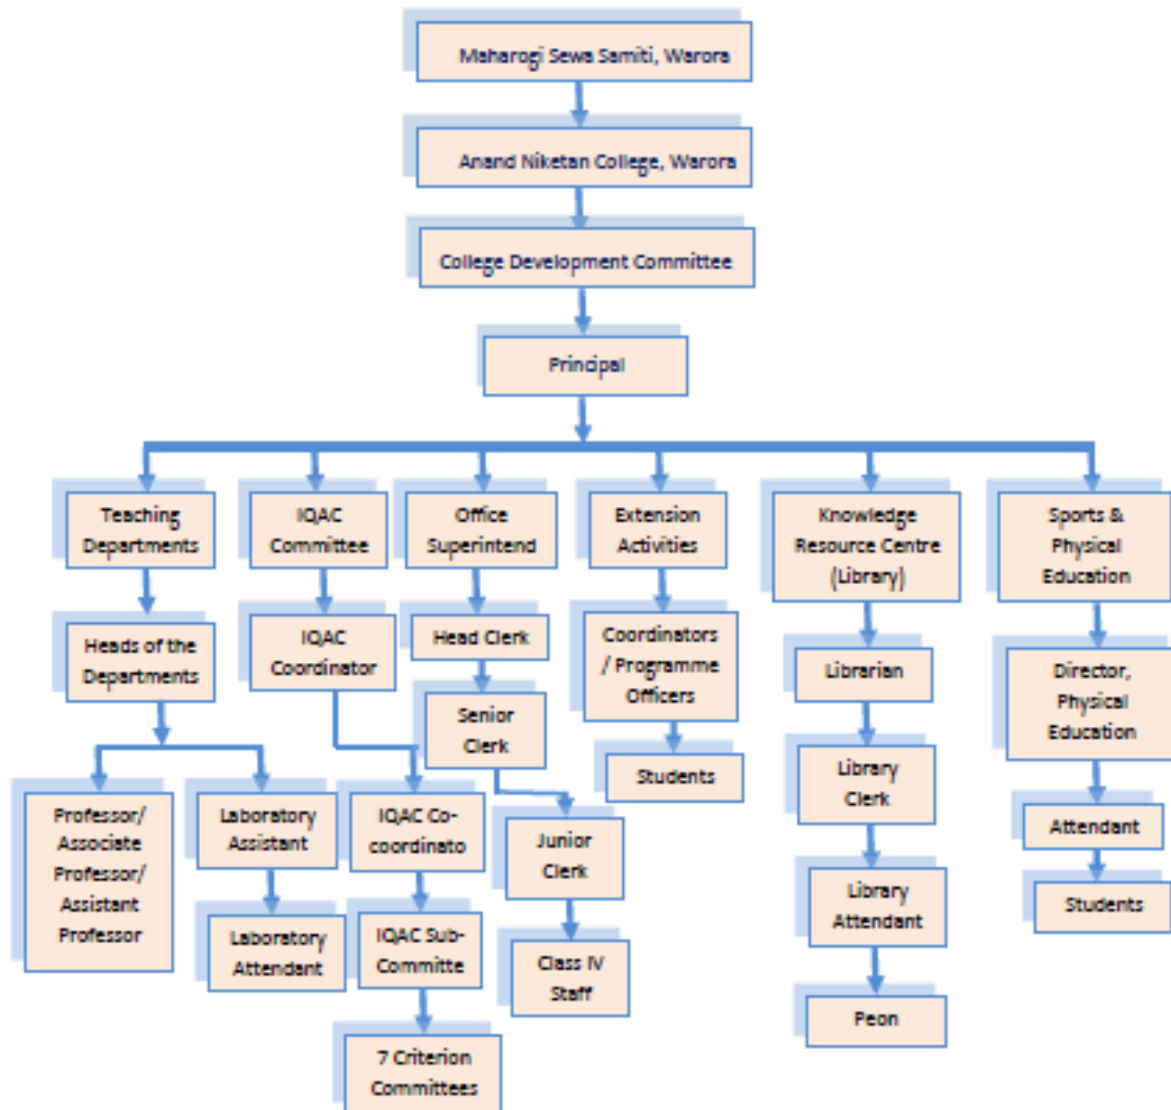 Maharogi Sewa Samiti, Warora
Anand Niketan College, Warora
College Development Committee
Principal
Teaching
Departments
IQAC
Committee
Office
Superintend
Extension
Activities
Knowledge
Resource Centre
(Library)
Sports &
Physical
Education
Heads of the
Departments
IQAC
Coordinator
Head Clerk
Senior
Clerk
Coordinators
/ Programme
Officers
Students
Librarian
Library
Clerk
Director,
Physical
Education
Professor/
Associate
Professor/
Assistant
Professor
Laboratory
Assistant
Laboratory
Attendant
IQAC Co-
coordinato
IQAC Sub-
Committe
7 Criterion
Committees
Junior
Clerk
Class IV
Staff
Library
Attendant
Peon
Attendant
Students